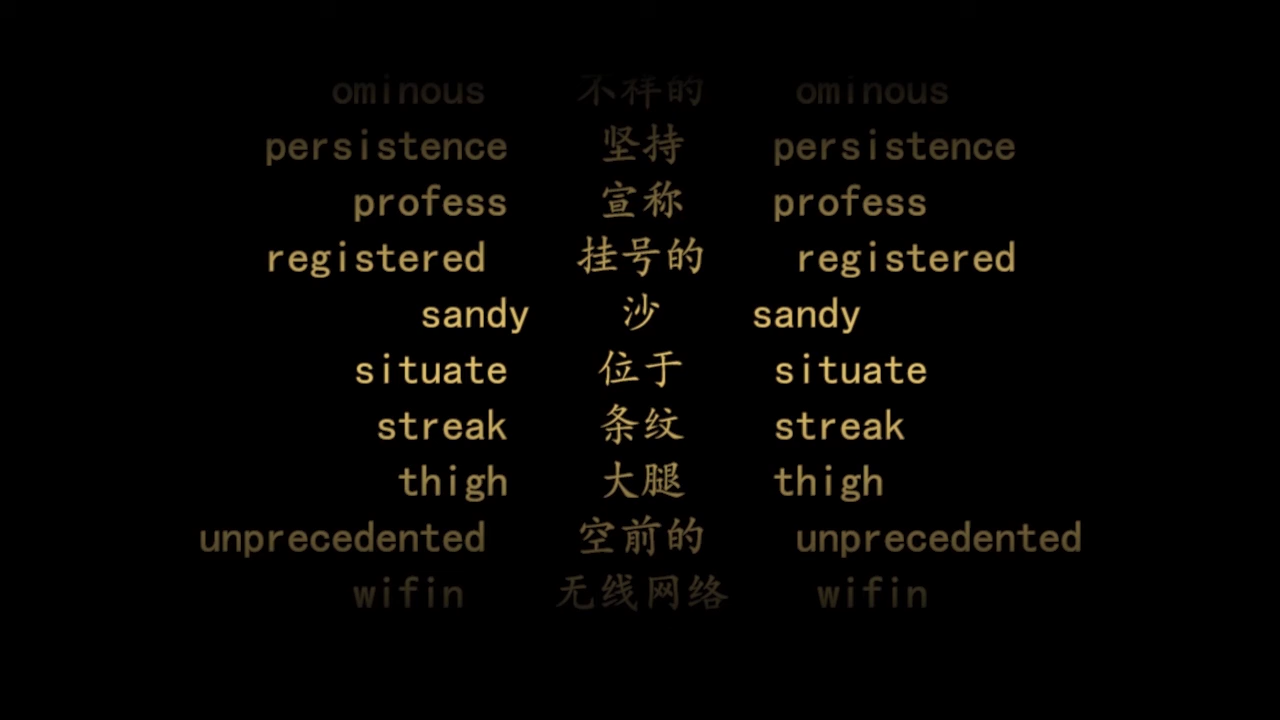 ominous 不祥的 ominous
persistence 坚持 persistence
profess 宣称 profess
registered 挂号的 registered
sandy 沙 sandy
situate 位于 situate
streak 条纹 streak
thigh 大腿 thigh
unprecedented 空前的 unprecedented
wifin 无线网络 wifin